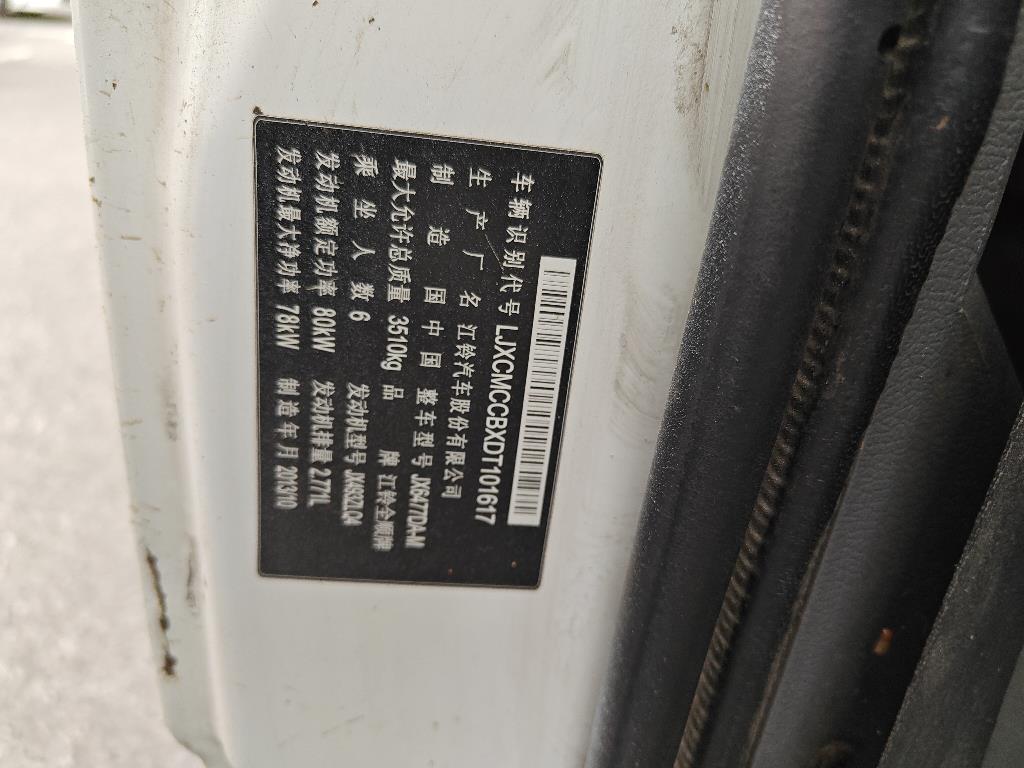 车辆识别代号 LJXCMCCBXDT101617
生产厂名 江铃汽车股份有限公司
制造国 中国 整车型号 JX6477DA-M
最大允许总质量 3510kg 品牌 江铃全顺牌
乘坐人数 6 发动机型号 JX493ZLQ4
发动机额定功率 80kW 发动机排量 2.771L
发动机最大净功率 78kW 制造年月 2013/10